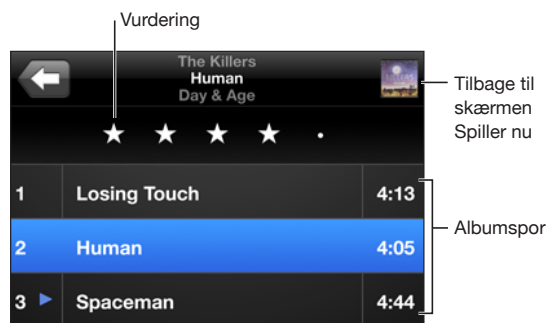 Vurdering
The Killers
Human
Day & Age
Tilbage til
skærmen
Spiller nu
1 Losing Touch 4:13
2 Human 4:05
3 Spaceman 4:44
Albumspor